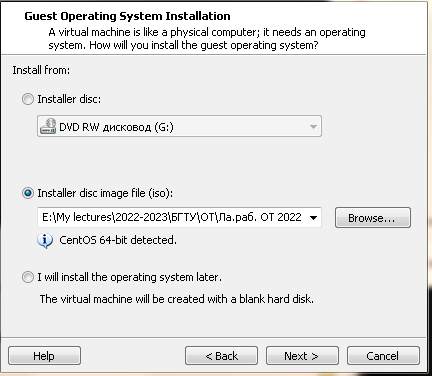 Guest Operating System Installation
A virtual machine is like a physical computer; it needs an operating
system. How will you install the guest operating system?
Install from:
Installer disc:
DVD RW дисковод (G:)
Installer disc image file (iso):
E:\My lectures\2022-2023\БГТУ\ОТ\Ла.раб. ОТ 2022
Browse...
CentOS 64-bit detected.
I will install the operating system later.
The virtual machine will be created with a blank hard disk.
Help
< Back
Next >
Cancel